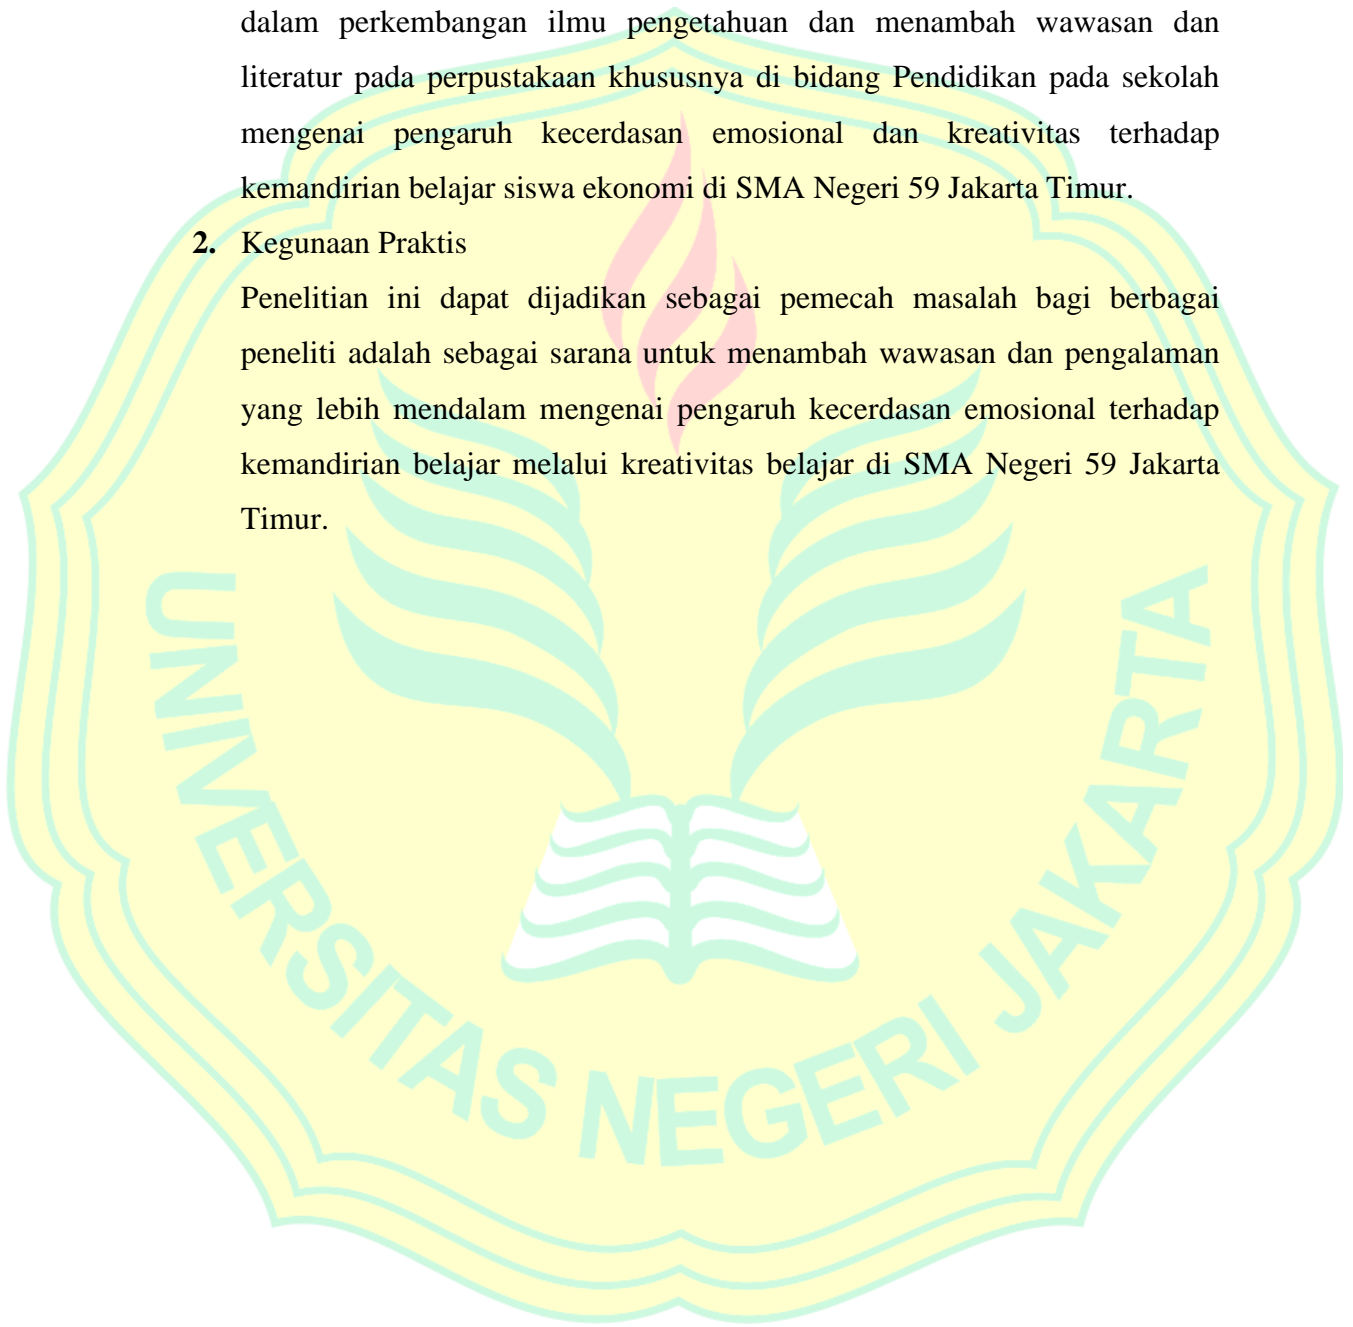 dalam perkembangan ilmu pengetahuan dan menambah wawasan dan
literatur pada perpustakaan khususnya di bidang Pendidikan pada sekolah
mengenai pengaruh kecerdasan emosional dan kreativitas terhadap
kemandirian belajar siswa ekonomi di SMA Negeri 59 Jakarta Timur.
2. Kegunaan Praktis
Penelitian ini dapat dijadikan sebagai pemecah masalah bagi berbagai
peneliti adalah sebagai sarana untuk menambah wawasan dan pengalaman
yang lebih mendalam mengenai pengaruh kecerdasan emosional terhadap
kemandirian belajar melalui kreativitas belajar di SMA Negeri 59 Jakarta
Timur.
UNIVERSITAS NEGERI JAKARTA